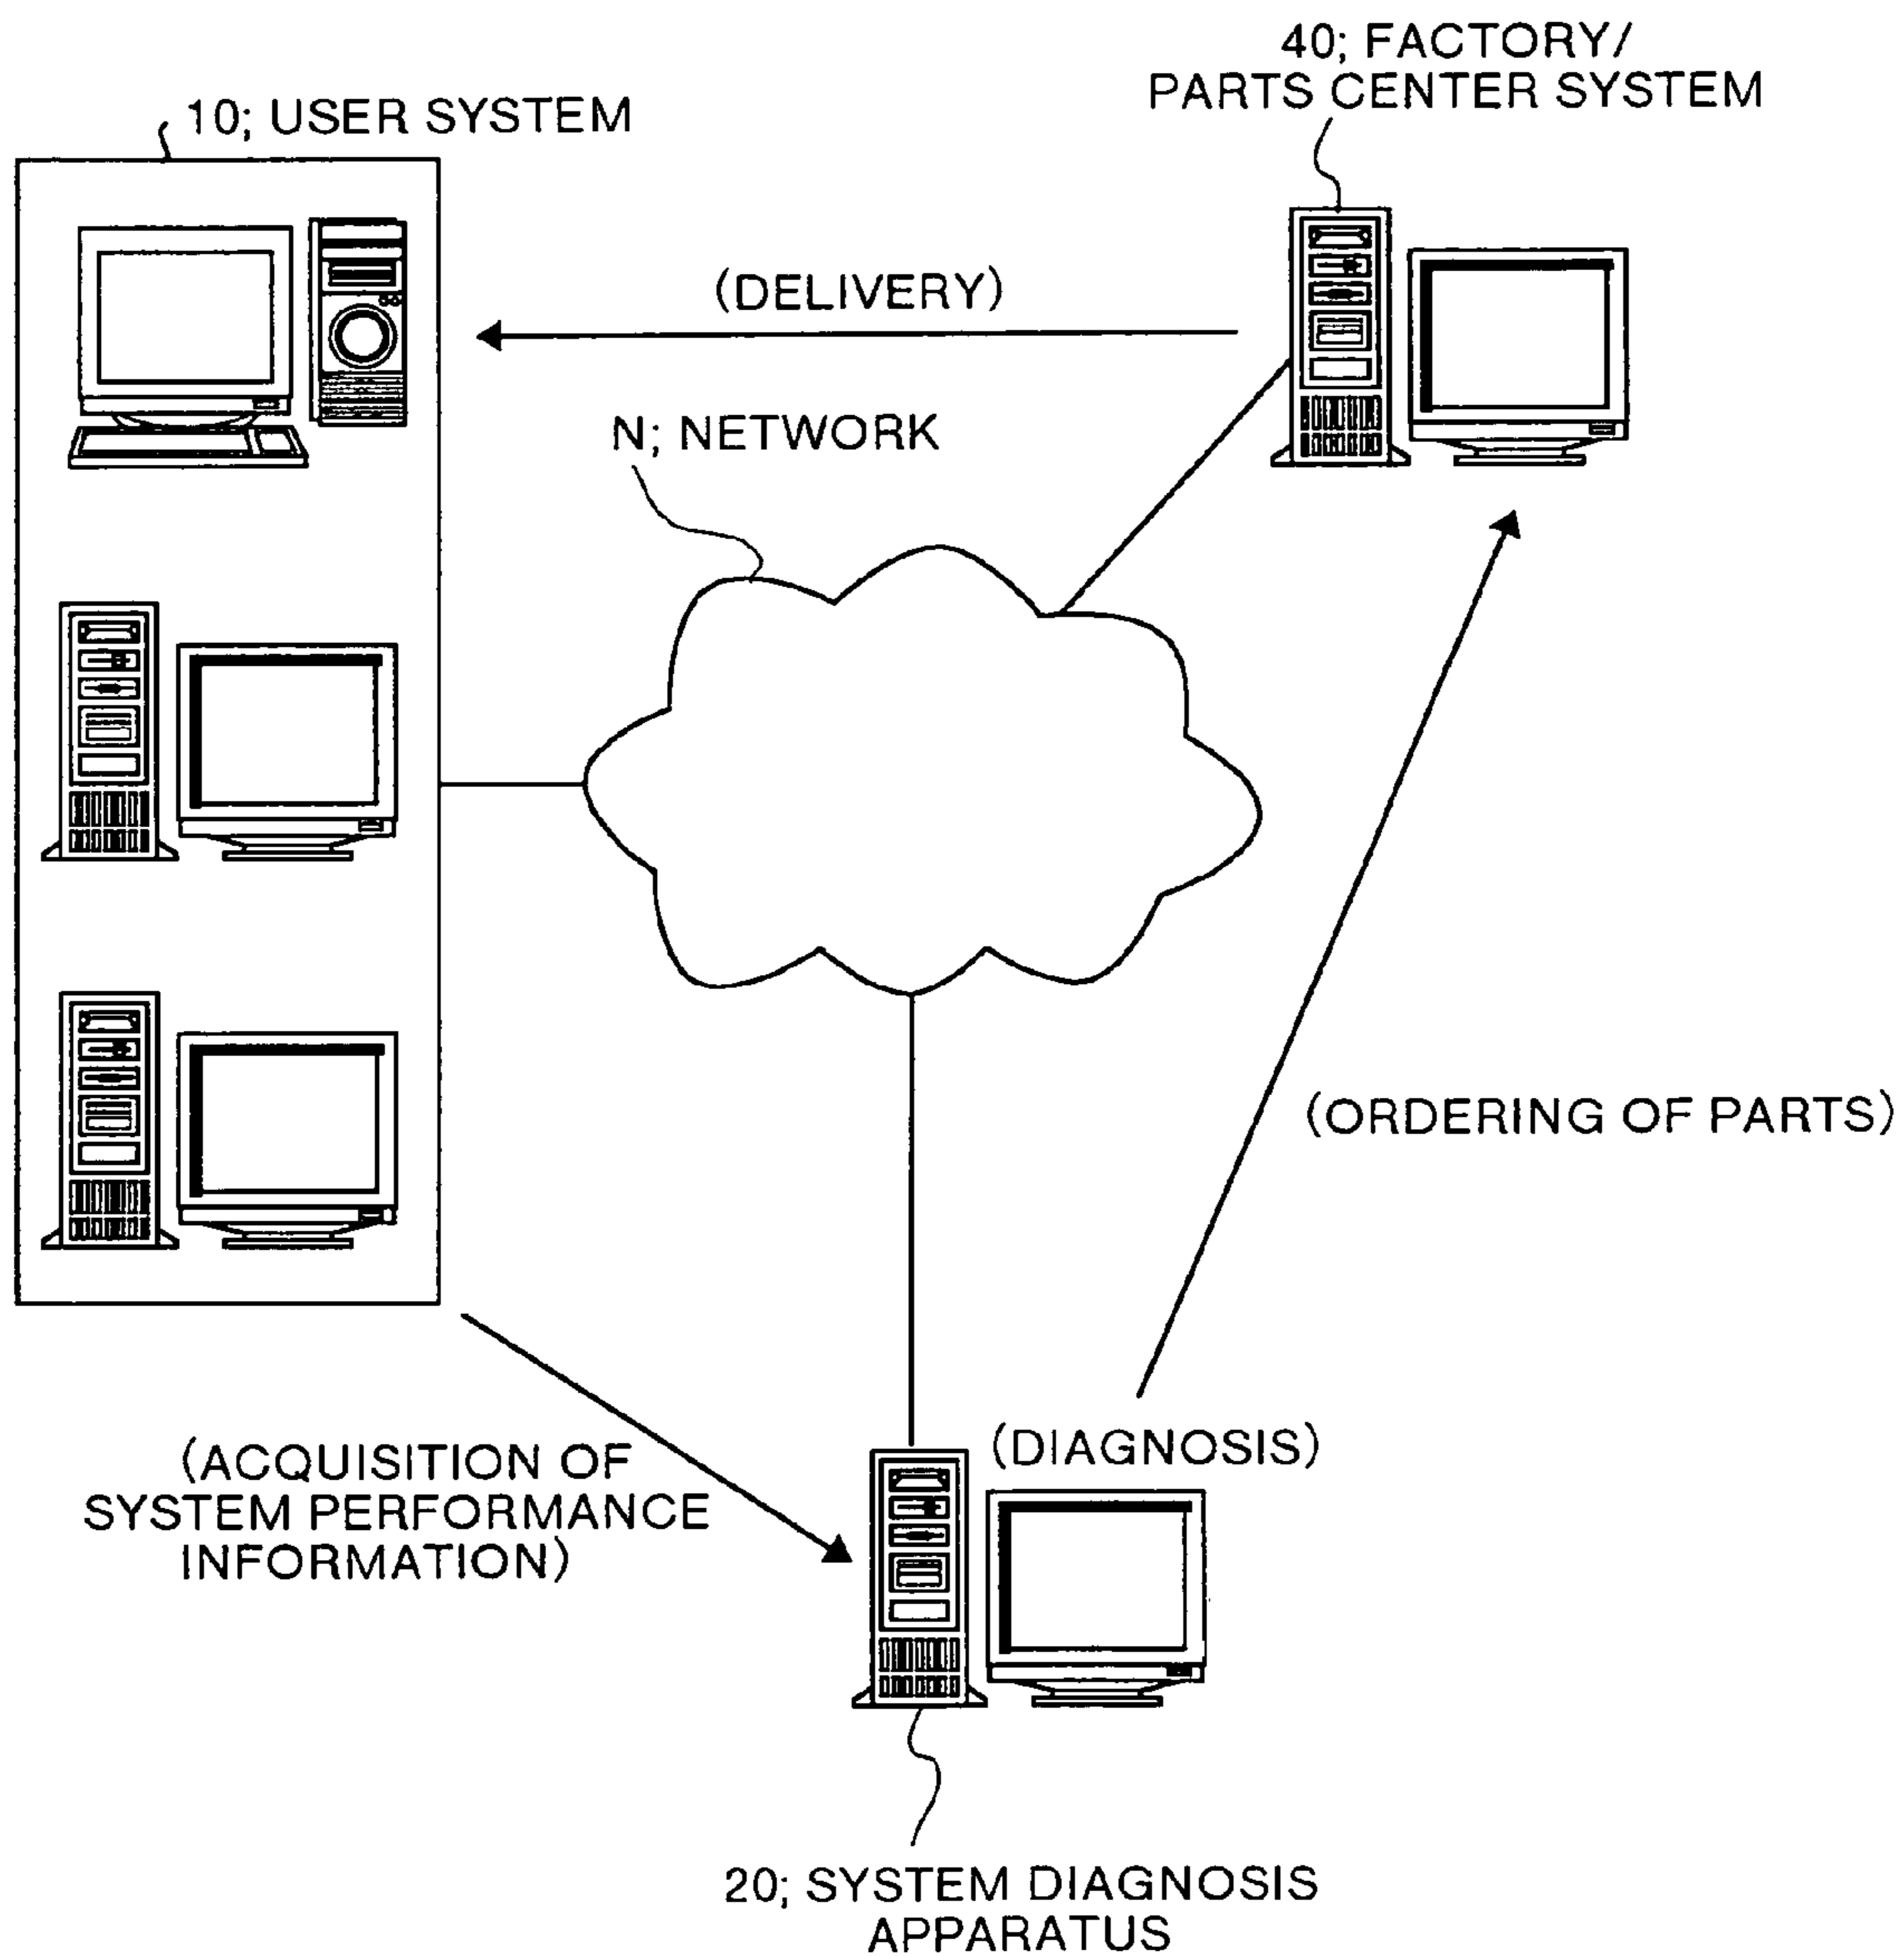 40; FACTORY/
PARTS CENTER SYSTEM
10; USER SYSTEM
(DELIVERY)
N; NETWORK
(ORDERING OF PARTS)
(DIAGNOSIS)
(ACQUISITION OF
SYSTEM PERFORMANCE
INFORMATION)
20; SYSTEM DIAGNOSIS
APPARATUS